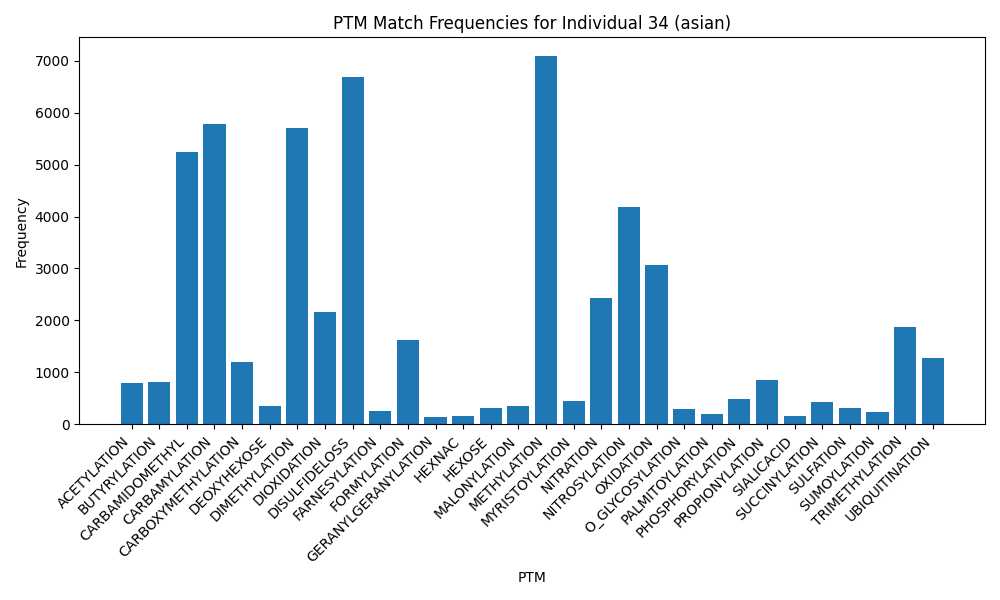 PTM Match Frequencies for Individual 34 (asian)
Frequency
7000
6000
5000
4000
3000
2000
1000
0
ACETYLATION
BUTYRYLATION
CARBAMIDOMETHYL
CARBAMYLATION
CARBOXYMETHYLATION
DEOXYHEXOSE
DIMETHYLATION
DIOXIDATION
DISULFIDELOSS
FARNESYLATION
FORMYLATION
GERANYLGERANYLATION
HEXNAC
HEXOSE
MALONYLATION
METHYLATION
MYRISTOYLATION
NITRATION
NITROSYLATION
OXIDATION
O_GLYCOSYLATION
PALMITOYLATION
PHOSPHORYLATION
PROPIONYLATION
SIALICACID
SUCCINYLATION
SULFATION
SUMOYLATION
TRIMETHYLATION
UBIQUITINATION
PTM